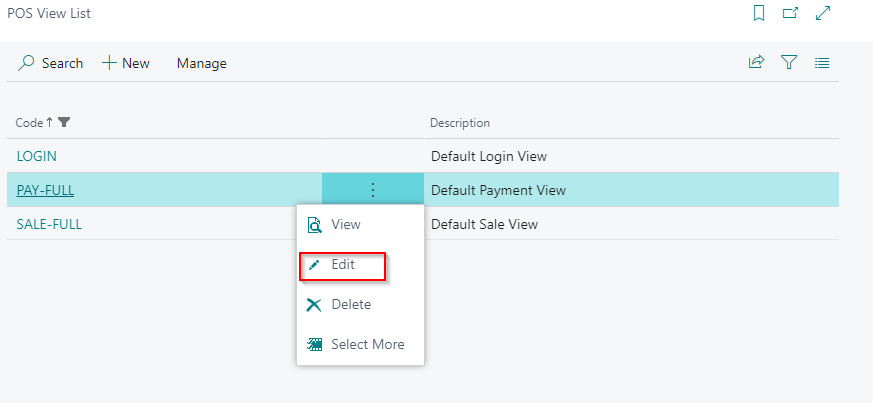 POS View List
Search New Manage
Code Description
LOGIN Default Login View
PAY-FULL Default Payment View
SALE-FULL Default Sale View
View
Edit
Delete
Select More